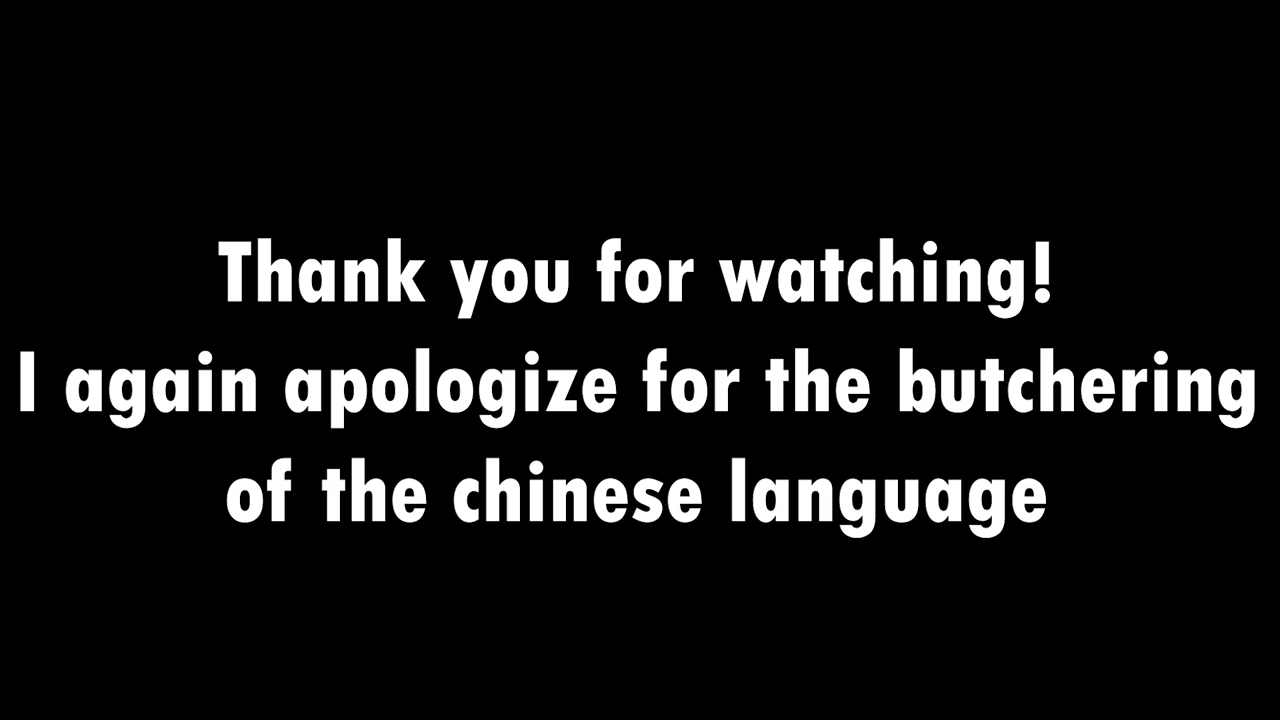 Thank you for watching!
I again apologize for the butchering
of the chinese language